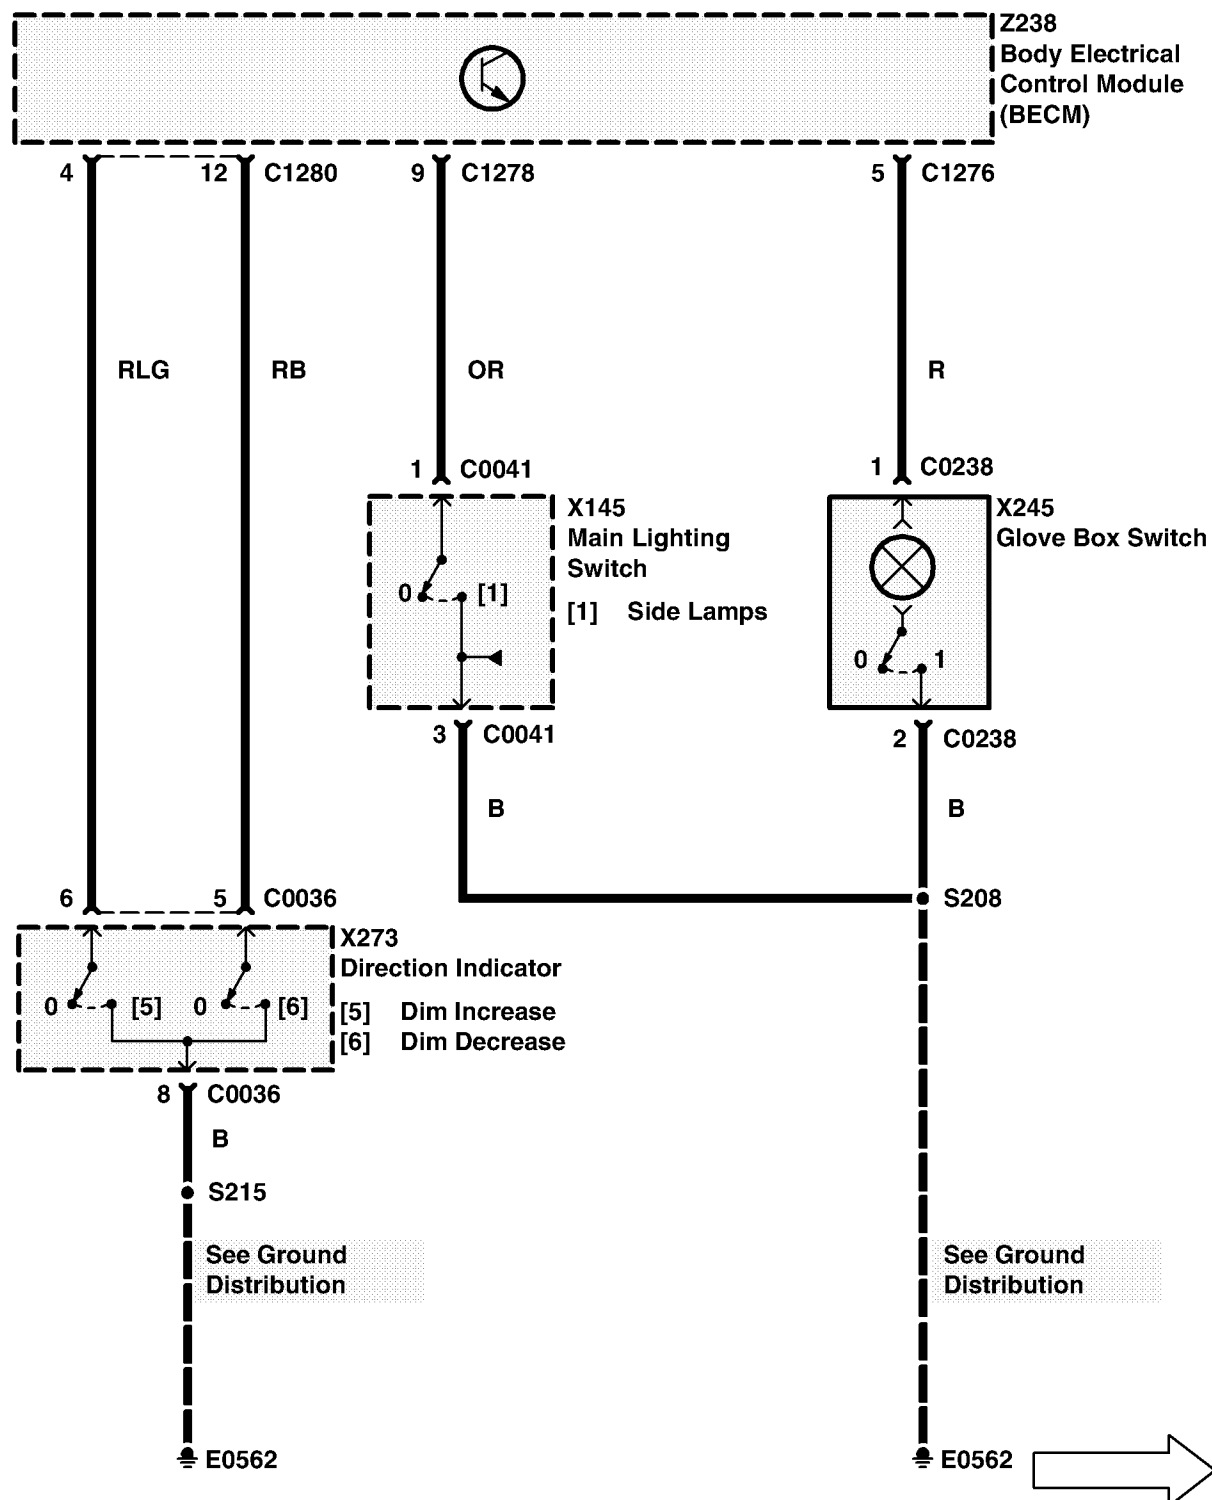 Z238
Body Electrical
Control Module
(BECM)
4
12
C1280
9
C1278
5
C1276
RLG
RB
OR
R
1
C0041
1
C0238
X145
Main Lighting
Switch
[1] Side Lamps
0
[1]
X245
Glove Box Switch
0
1
3
C0041
2
C0238
B
B
6
5
C0036
S208
X273
Direction Indicator
[5] Dim Increase
[6] Dim Decrease
0
[5]
0
[6]
8
C0036
B
S215
See Ground
Distribution
See Ground
Distribution
E0562
E0562